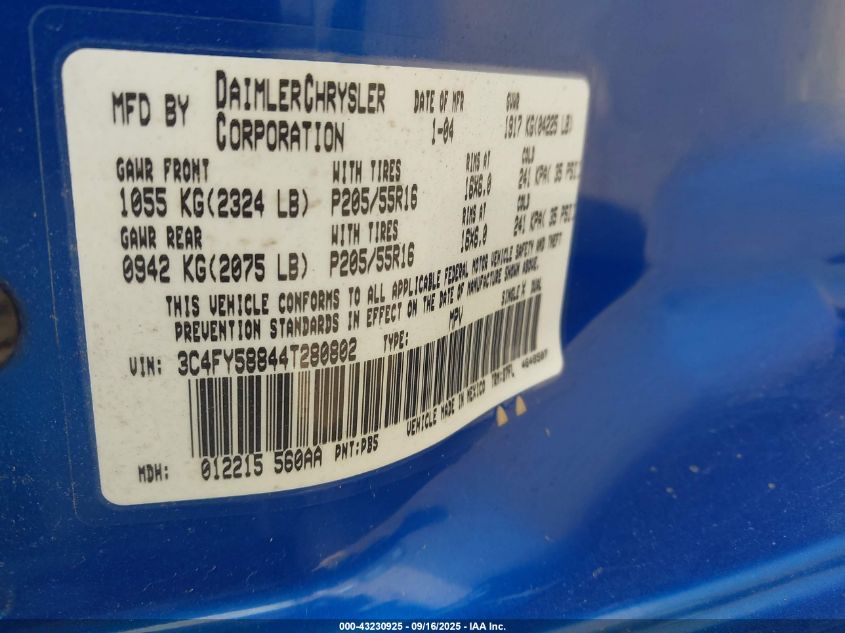 MFD BY DAIMLERCHRYSLER CORPORATION DATE OF MFR 1-04 GVWR 1917 KG(04225 LB)
GAWR FRONT WITH TIRES RIMS AT COLD
1055 KG(2324 LB) P205/55R16 16X6.0 241 KPA( 35 PSI)
GAWR REAR WITH TIRES RIMS AT COLD
0942 KG(2075 LB) P205/55R16 16X6.0 241 KPA( 35 PSI)
THIS VEHICLE CONFORMS TO ALL APPLICABLE FEDERAL MOTOR VEHICLE SAFETY AND THEFT
PREVENTION STANDARDS IN EFFECT ON THE DATE OF MANUFACTURE SHOWN ABOVE.
VIN: 3C4FY58844T280802 TYPE: MPV SINGLE X DUAL
MDH: 012215 560AA PNT:PB5 VEHICLE MADE IN MEXICO TRM:
000-43230925 - 09/16/2025 - IAA Inc.